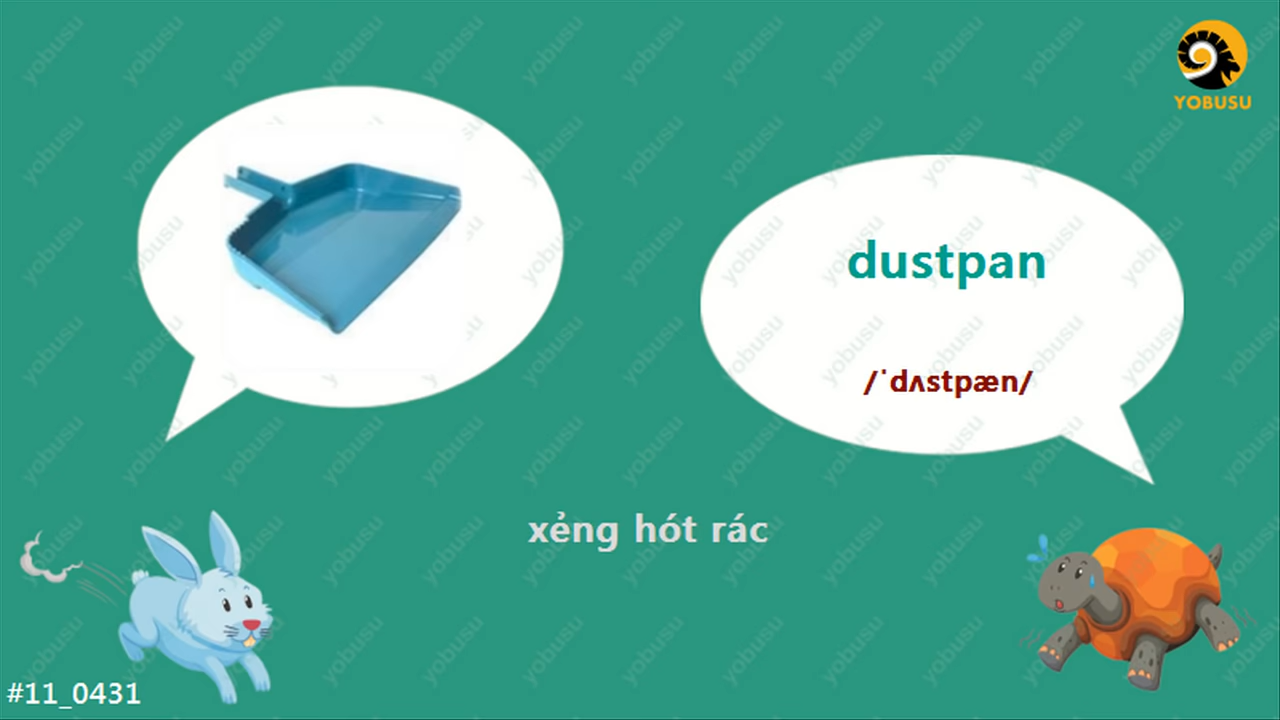 YOBUSU
dustpan
/ˈdʌstpæn/
xẻng hót rác
#11_0431